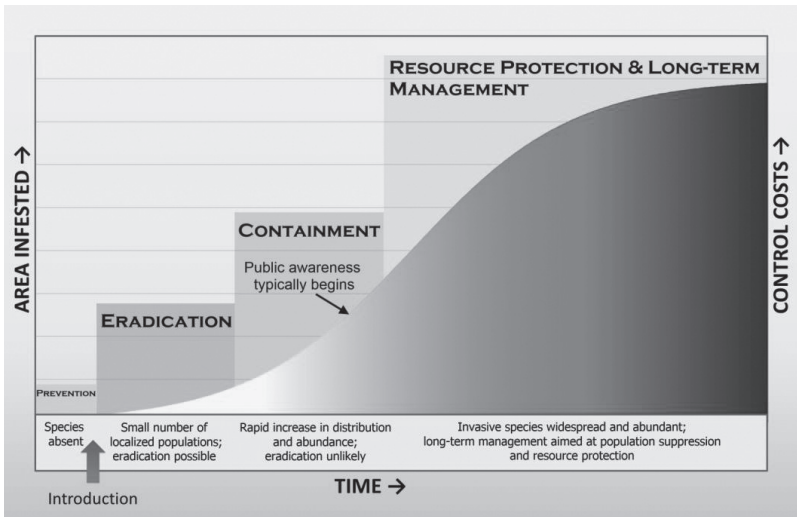 RESOURCE PROTECTION & LONG-TERM
MANAGEMENT
CONTAINMENT
Public awareness
typically begins
ERADICATION
PREVENTION
AREA INFESTED →
CONTROL COSTS →
Species
absent
Small number of
localized populations;
eradication possible
Rapid increase in distribution
and abundance;
eradication unlikely
Invasive species widespread and abundant;
long-term management aimed at population suppression
and resource protection
Introduction
TIME →